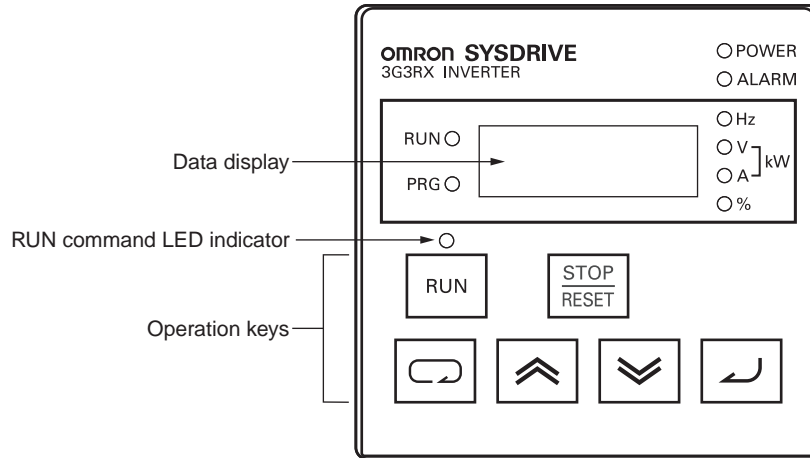 OMRON SYSDRIVE
3G3RX INVERTER
POWER
ALARM
Data display
RUN
PRG
Hz
V
A
kW
%
RUN command LED indicator
Operation keys
RUN
STOP
RESET